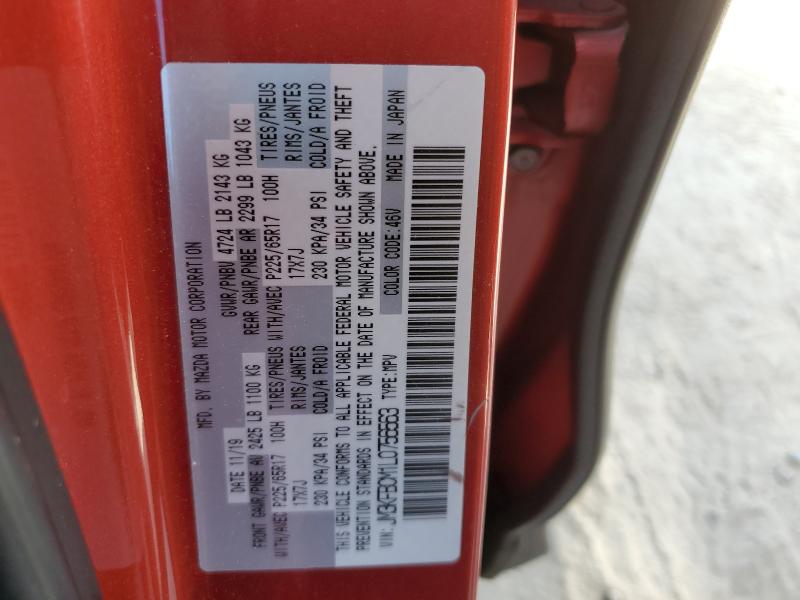 MFD. BY MAZDA MOTOR CORPORATION
DATE 11/19 GVWR/PNBV 4724 LB 2143 KG
FRONT GAWR/PNBE AV 2425 LB 1100 KG REAR GAWR/PNBE AR 2299 LB 1043 KG
WITH/AVEC P225/65R17 100H TIRES/PNEUS WITH/AVEC P225/65R17 100H TIRES/PNEUS
17X7J RIMS/JANTES 17X7J RIMS/JANTES
230 KPA/34 PSI COLD/A FROID 230 KPA/34 PSI COLD/A FROID
THIS VEHICLE CONFORMS TO ALL APPLICABLE FEDERAL MOTOR VEHICLE SAFETY AND THEFT
PREVENTION STANDARDS IN EFFECT ON THE DATE OF MANUFACTURE SHOWN ABOVE.
VIN:JM3KFBCM1L0756563 TYPE:MPV COLOR CODE:46V MADE IN JAPAN